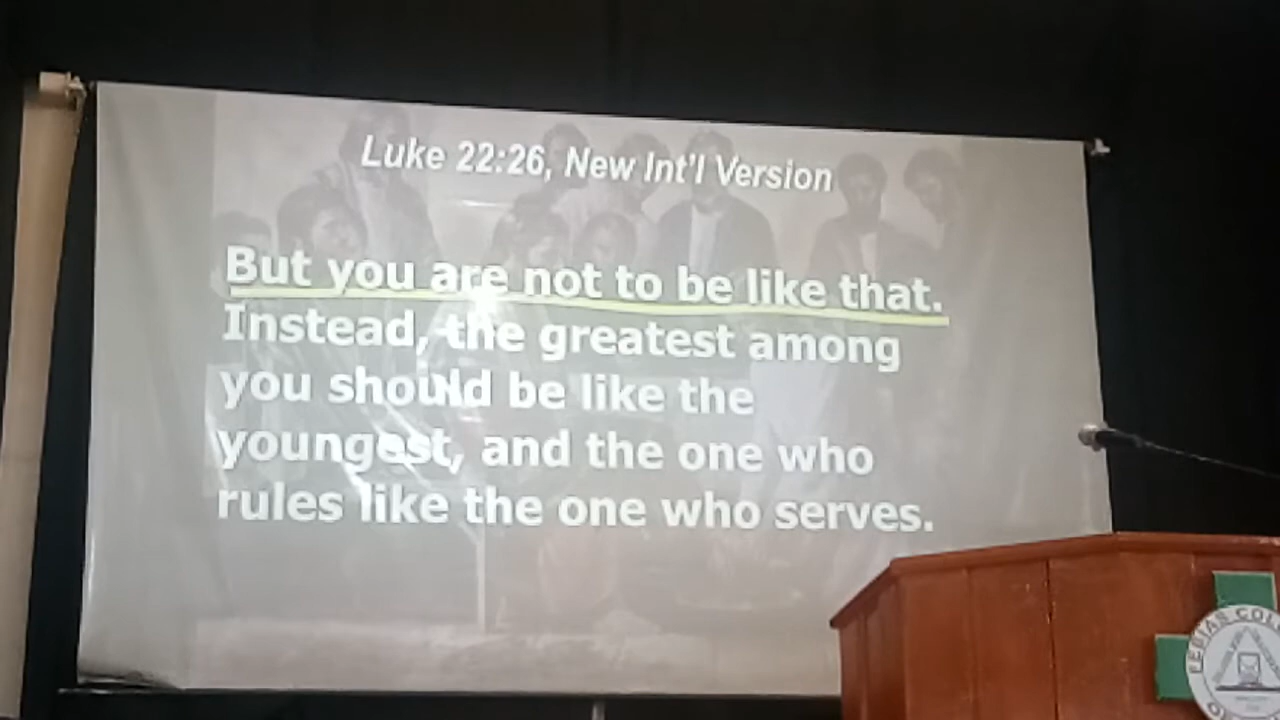 Luke 22:26, New Int'l Version
But you are not to be like that.
Instead, the greatest among
you should be like the
youngest, and the one who
rules like the one who serves.